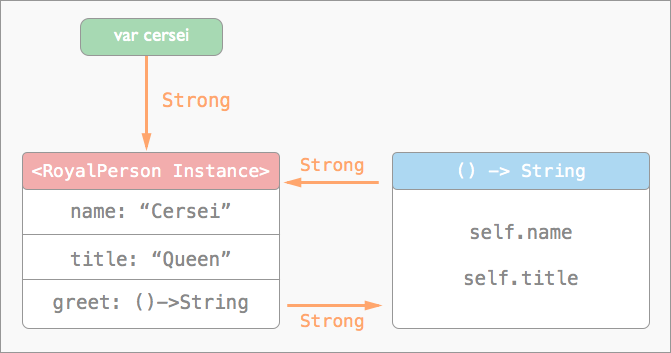 var cersei
Strong
<RoyalPerson Instance>
name: “Cersei”
title: “Queen”
greet: ()->String
Strong
Strong
() -> String
self.name
self.title